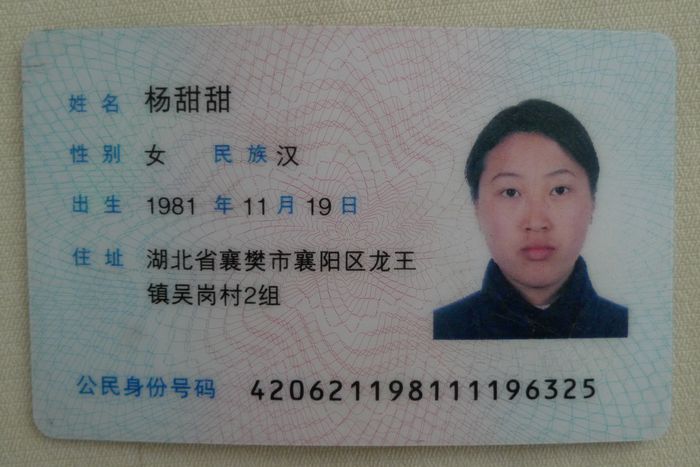 姓名 杨甜甜
性别 女 民族 汉
出生 1981 年 11 月 19 日
住址 湖北省襄樊市襄阳区龙王
镇吴岗村2组
公民身份号码 420621198111196325